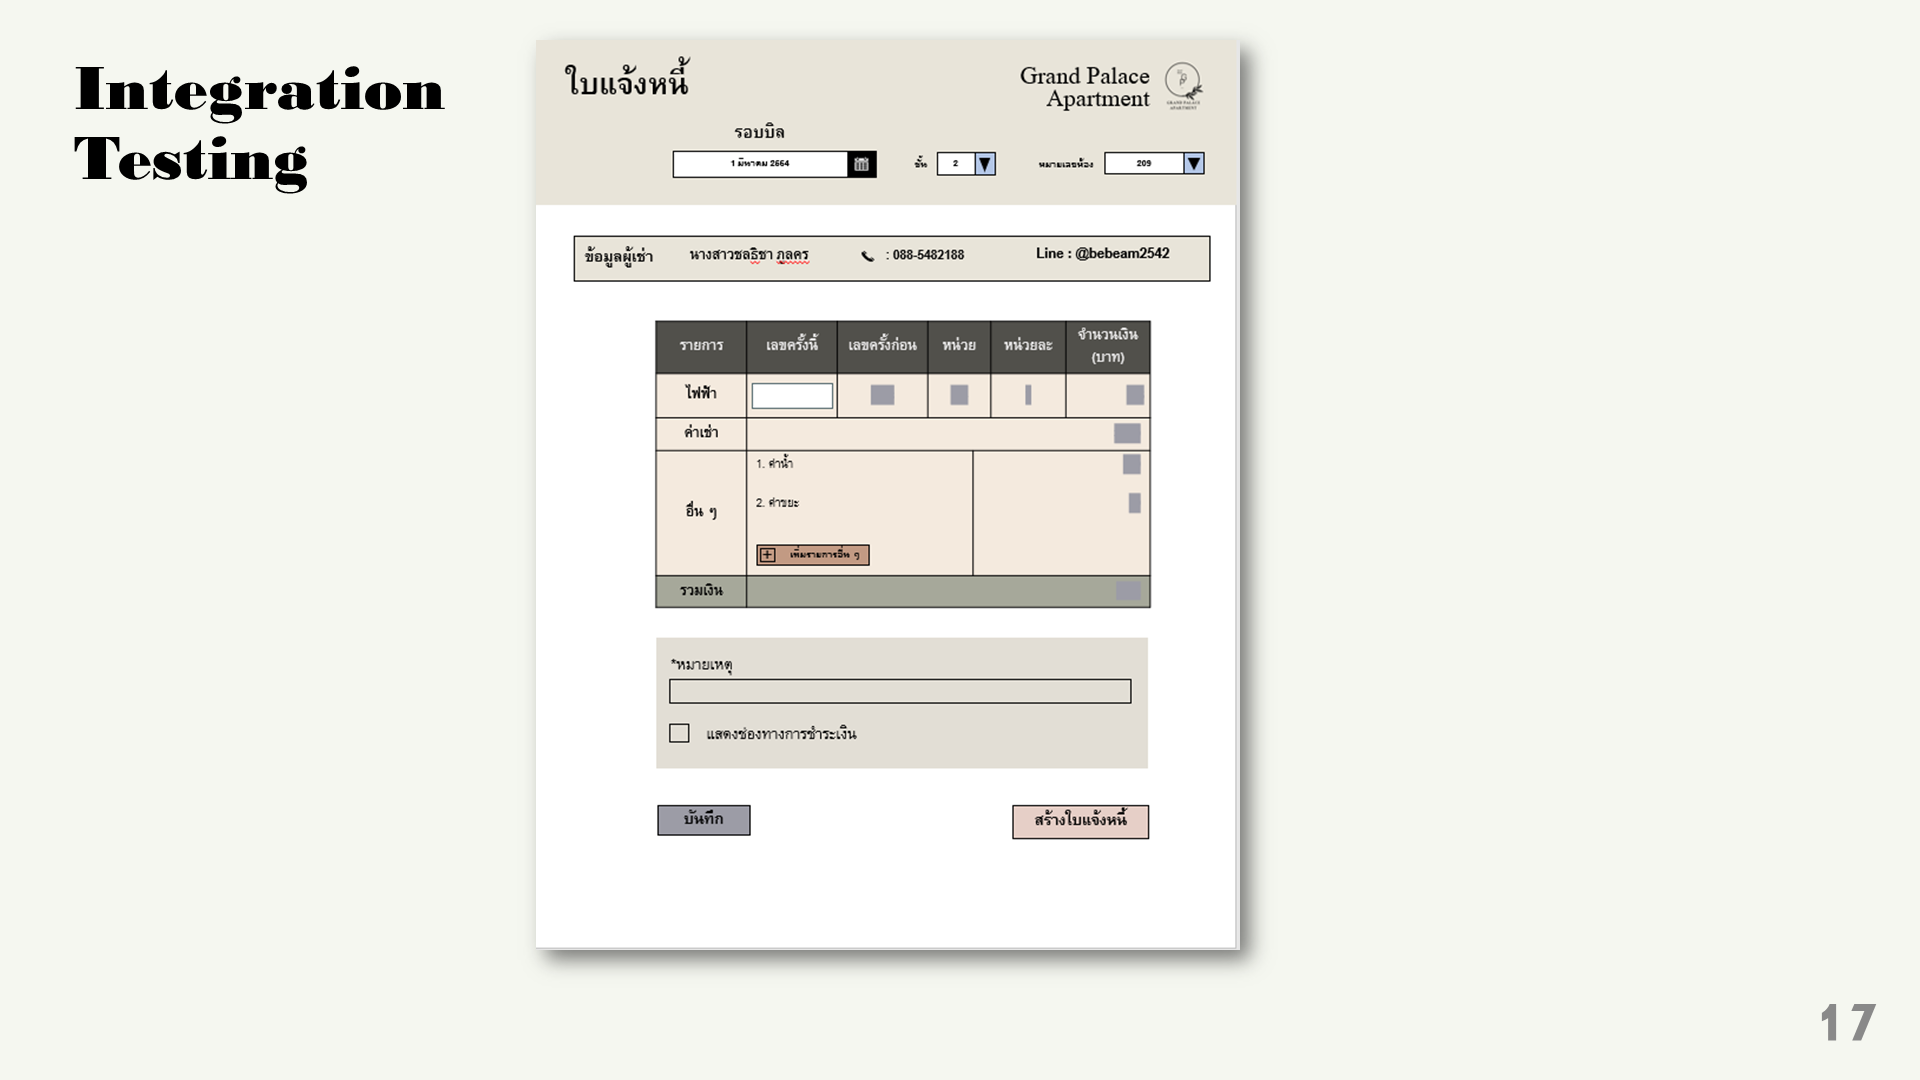 Integration
Testing
ใบแจ้งหนี้
Grand Palace
Apartment
GRAND PALACE
APARTMENT
รอบบิล
1 มีนาคม 2564
ชั้น
2
หมายเลขห้อง
209
ข้อมูลผู้เช่า
นางสาวชลธิชา ภูลคร
: 088-5482188
Line : @bebeam2542
รายการ
เลขครั้งนี้
เลขครั้งก่อน
หน่วย
หน่วยละ
จำนวนเงิน
(บาท)
ไฟฟ้า
ค่าเช่า
อื่น ๆ
1. ค่าน้ำ
2. ค่าขยะ
เพิ่มรายการอื่น ๆ
รวมเงิน
*หมายเหตุ
แสดงช่องทางการชำระเงิน
บันทึก
สร้างใบแจ้งหนี้
17